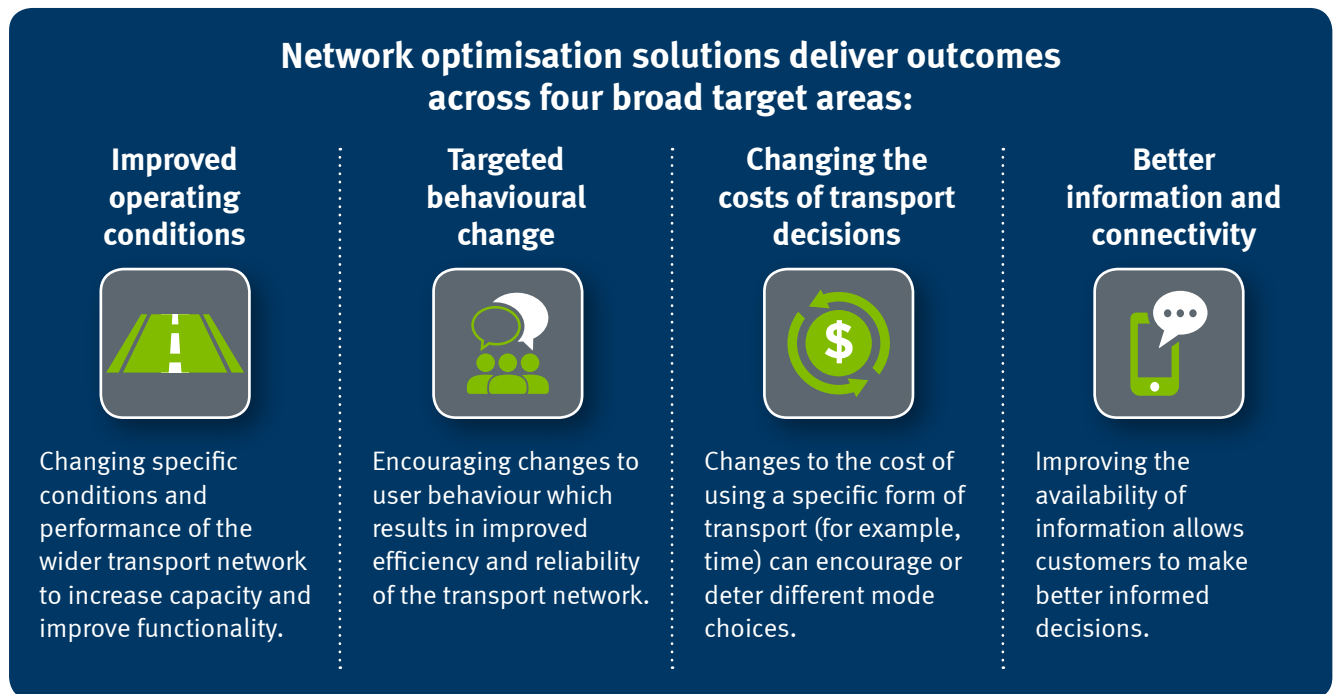 Network optimisation solutions deliver outcomes
across four broad target areas:
Improved
operating
conditions
Changing specific
conditions and
performance of the
wider transport network
to increase capacity and
improve functionality.
Targeted
behavioural
change
Encouraging changes to
user behaviour which
results in improved
efficiency and reliability
of the transport network.
Changing the
costs of transport
decisions
$
Changes to the cost of
using a specific form of
transport (for example,
time) can encourage or
deter different mode
choices.
Better
information and
connectivity
Improving the
availability of
information allows
customers to make
better informed
decisions.